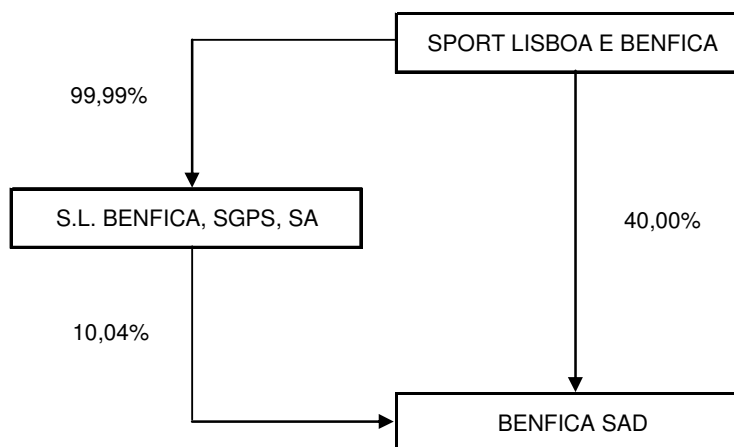 SPORT LISBOA E BENFICA
99,99%
S.L. BENFICA, SGPS, SA
40,00%
10,04%
BENFICA SAD